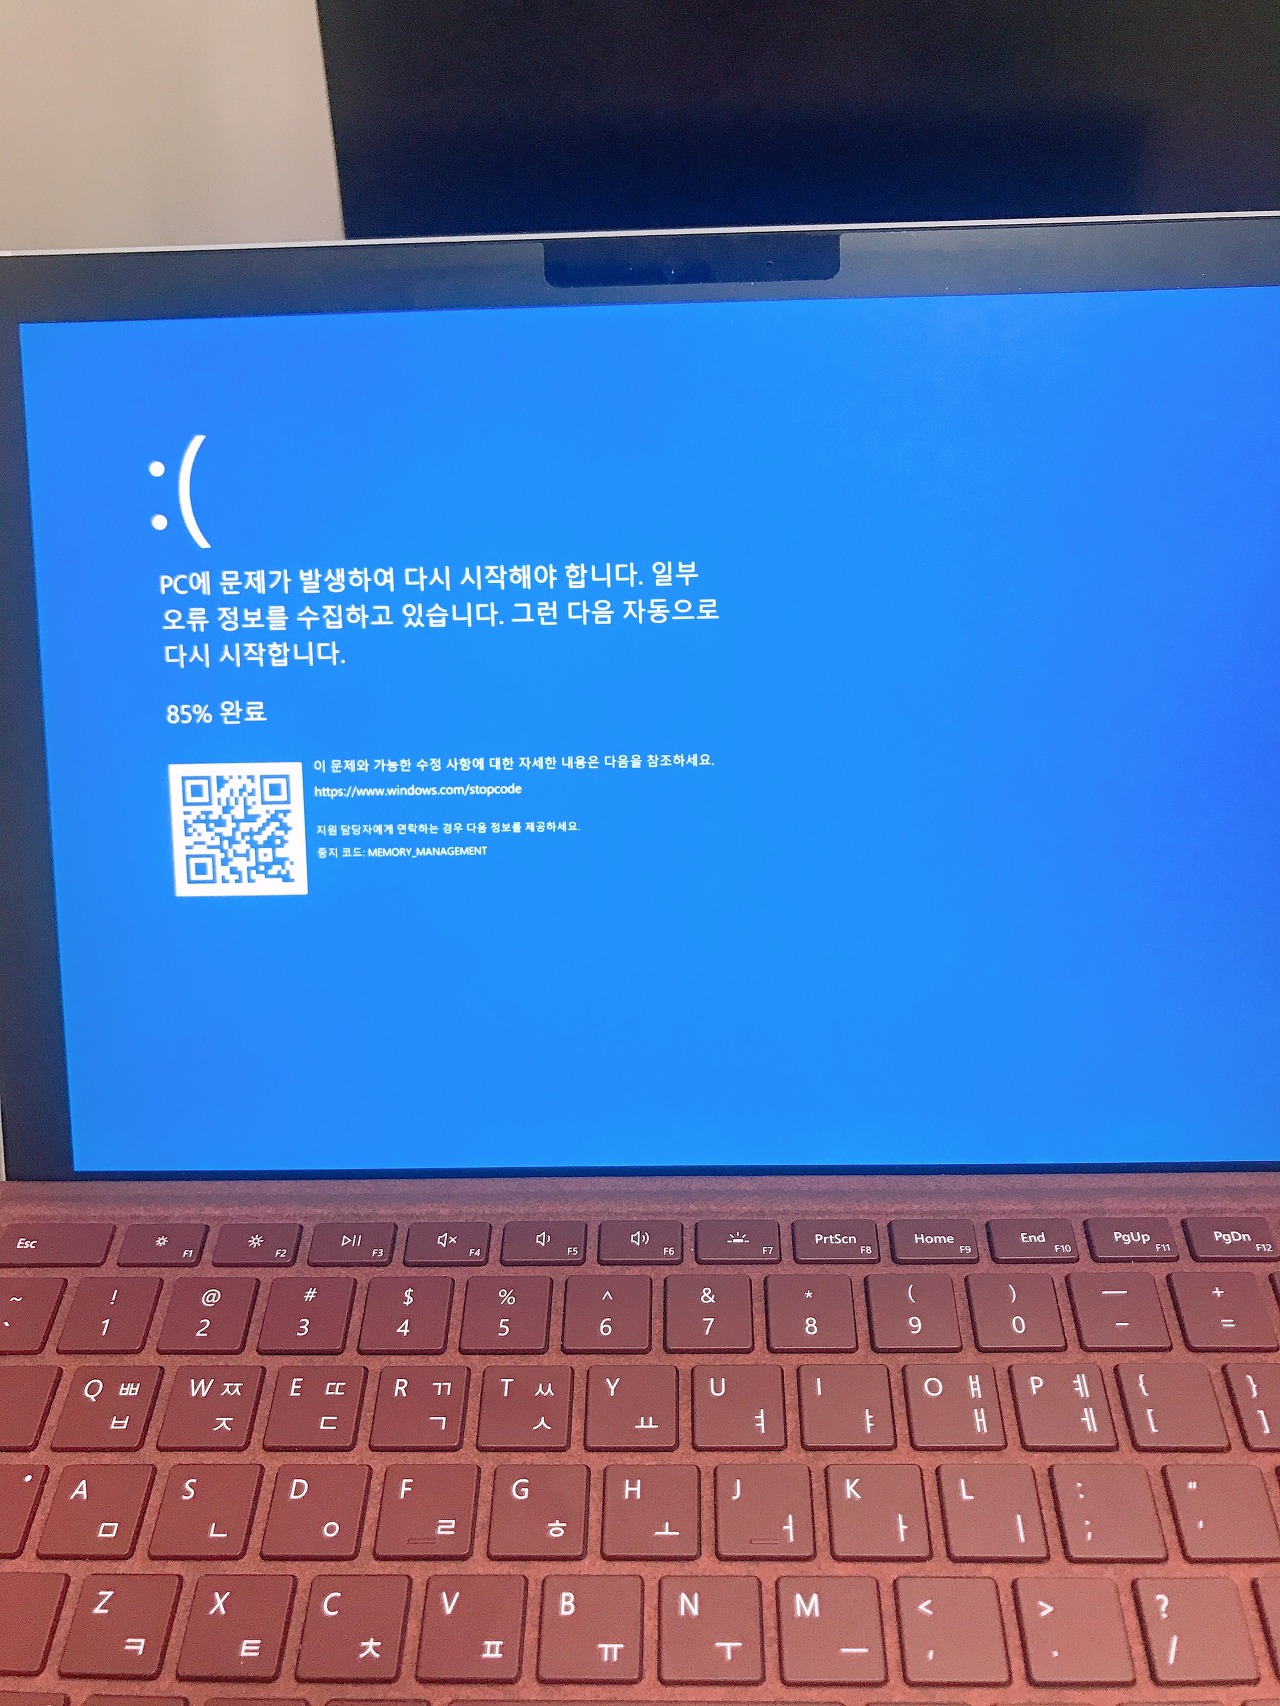 :(
PC에 문제가 발생하여 다시 시작해야 합니다. 일부
오류 정보를 수집하고 있습니다. 그런 다음 자동으로
다시 시작합니다.
85% 완료
이 문제와 가능한 수정 사항에 대한 자세한 내용은 다음을 참조하세요.
https://www.windows.com/stopcode
지원 담당자에게 연락하는 경우 다음 정보를 제공하세요.
중지 코드: MEMORY_MANAGEMENT
Esc F1 F2 F3 F4 F5 F6 F7 PrtScn F8 Home F9 End F10 PgUp F11 PgDn F12
~ ! @ # $ % ^ & * ( ) — +
` 1 2 3 4 5 6 7 8 9 0 - =
Q ㅃ W ㅉ E ㄸ R ㄲ T ㅆ Y U I O ㅒ P ㅖ { }
ㅂ ㅈ ㄷ ㄱ ㅅ ㅛ ㅕ ㅑ ㅐ ㅔ [ ]
A S D F G H J K L : "
ㅁ ㄴ ㅇ ㄹ ㅎ ㅗ ㅓ ㅏ ㅣ ; '
Z X C V B N M < > ?
ㅋ ㅌ ㅊ ㅍ ㅠ ㅜ ㅡ , . /